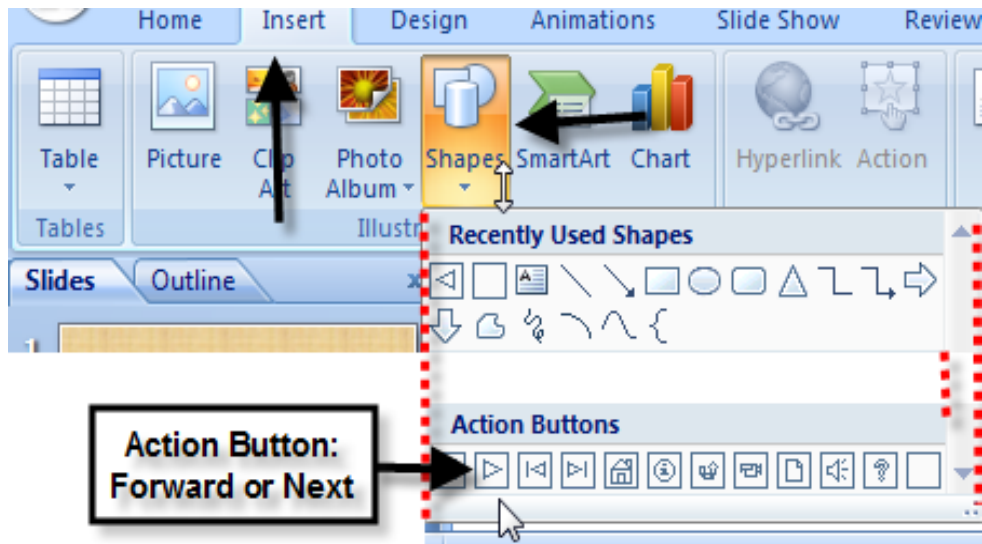 Home Insert Design Animations Slide Show Review
Table Picture Clip Art Photo Album Shapes SmartArt Chart Hyperlink Action
Tables Illustr
Slides Outline x
Recently Used Shapes
1
Action Buttons
Action Button:
Forward or Next